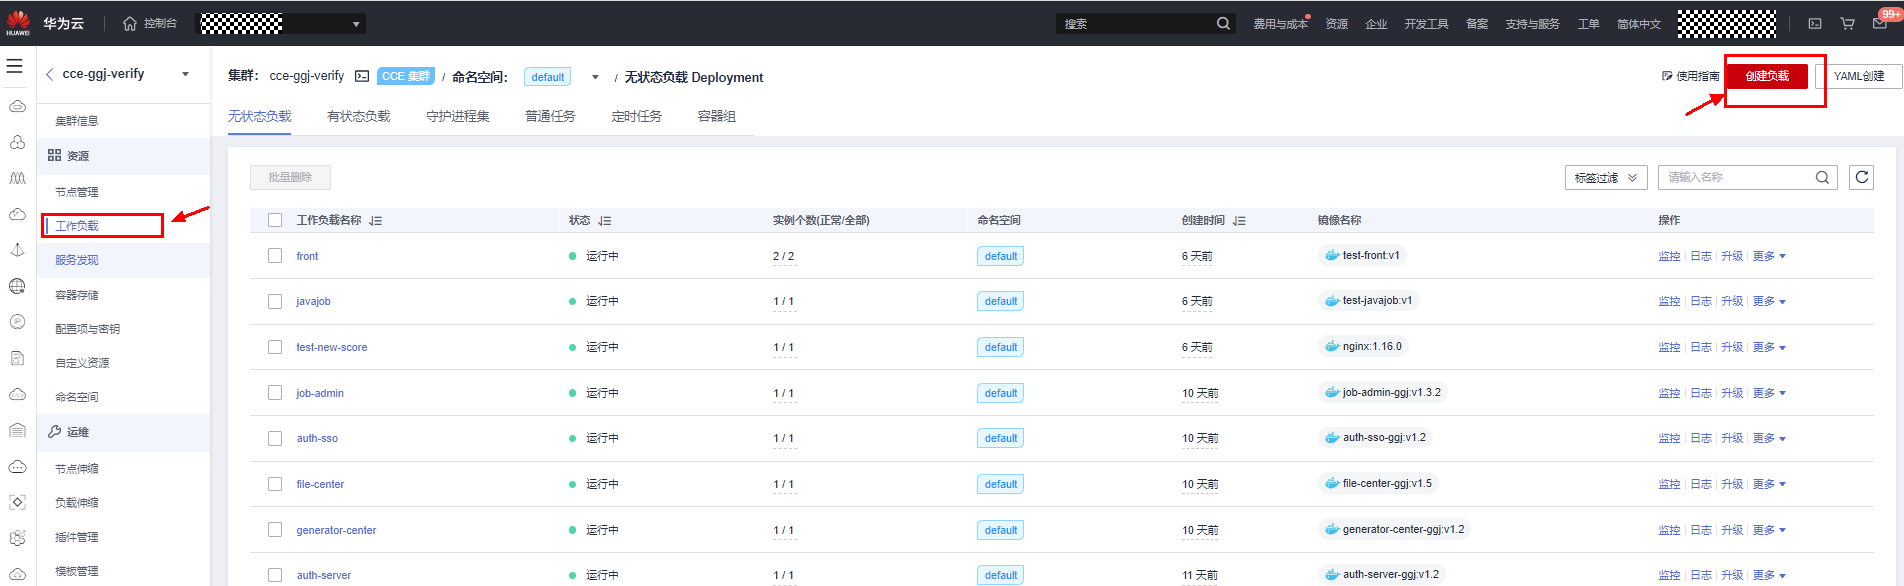 HUAWEI 华为云 控制台 搜索 费用与成本 资源 企业 开发工具 备案 支持与服务 工单 简体中文 99+
cce-ggj-verify
集群信息
资源
节点管理
工作负载
服务发现
容器存储
配置项与密钥
自定义资源
命名空间
运维
节点伸缩
负载伸缩
插件管理
模板管理
集群： cce-ggj-verify CCE 集群 / 命名空间： default / 无状态负载 Deployment
使用指南 创建负载 YAML创建
无状态负载 有状态负载 守护进程集 普通任务 定时任务 容器组
批量删除 标签过滤 请输入名称
工作负载名称 状态 实例个数(正常/全部) 命名空间 创建时间 镜像名称 操作
front 运行中 2 / 2 default 6 天前 test-front:v1 监控 日志 升级 更多
javajob 运行中 1 / 1 default 6 天前 test-javajob:v1 监控 日志 升级 更多
test-new-score 运行中 1 / 1 default 6 天前 nginx:1.16.0 监控 日志 升级 更多
job-admin 运行中 1 / 1 default 10 天前 job-admin-ggj:v1.3.2 监控 日志 升级 更多
auth-sso 运行中 1 / 1 default 10 天前 auth-sso-ggj:v1.2 监控 日志 升级 更多
file-center 运行中 1 / 1 default 10 天前 file-center-ggj:v1.5 监控 日志 升级 更多
generator-center 运行中 1 / 1 default 10 天前 generator-center-ggj:v1.2 监控 日志 升级 更多
auth-server 运行中 1 / 1 default 11 天前 auth-server-ggj:v1.2 监控 日志 升级 更多